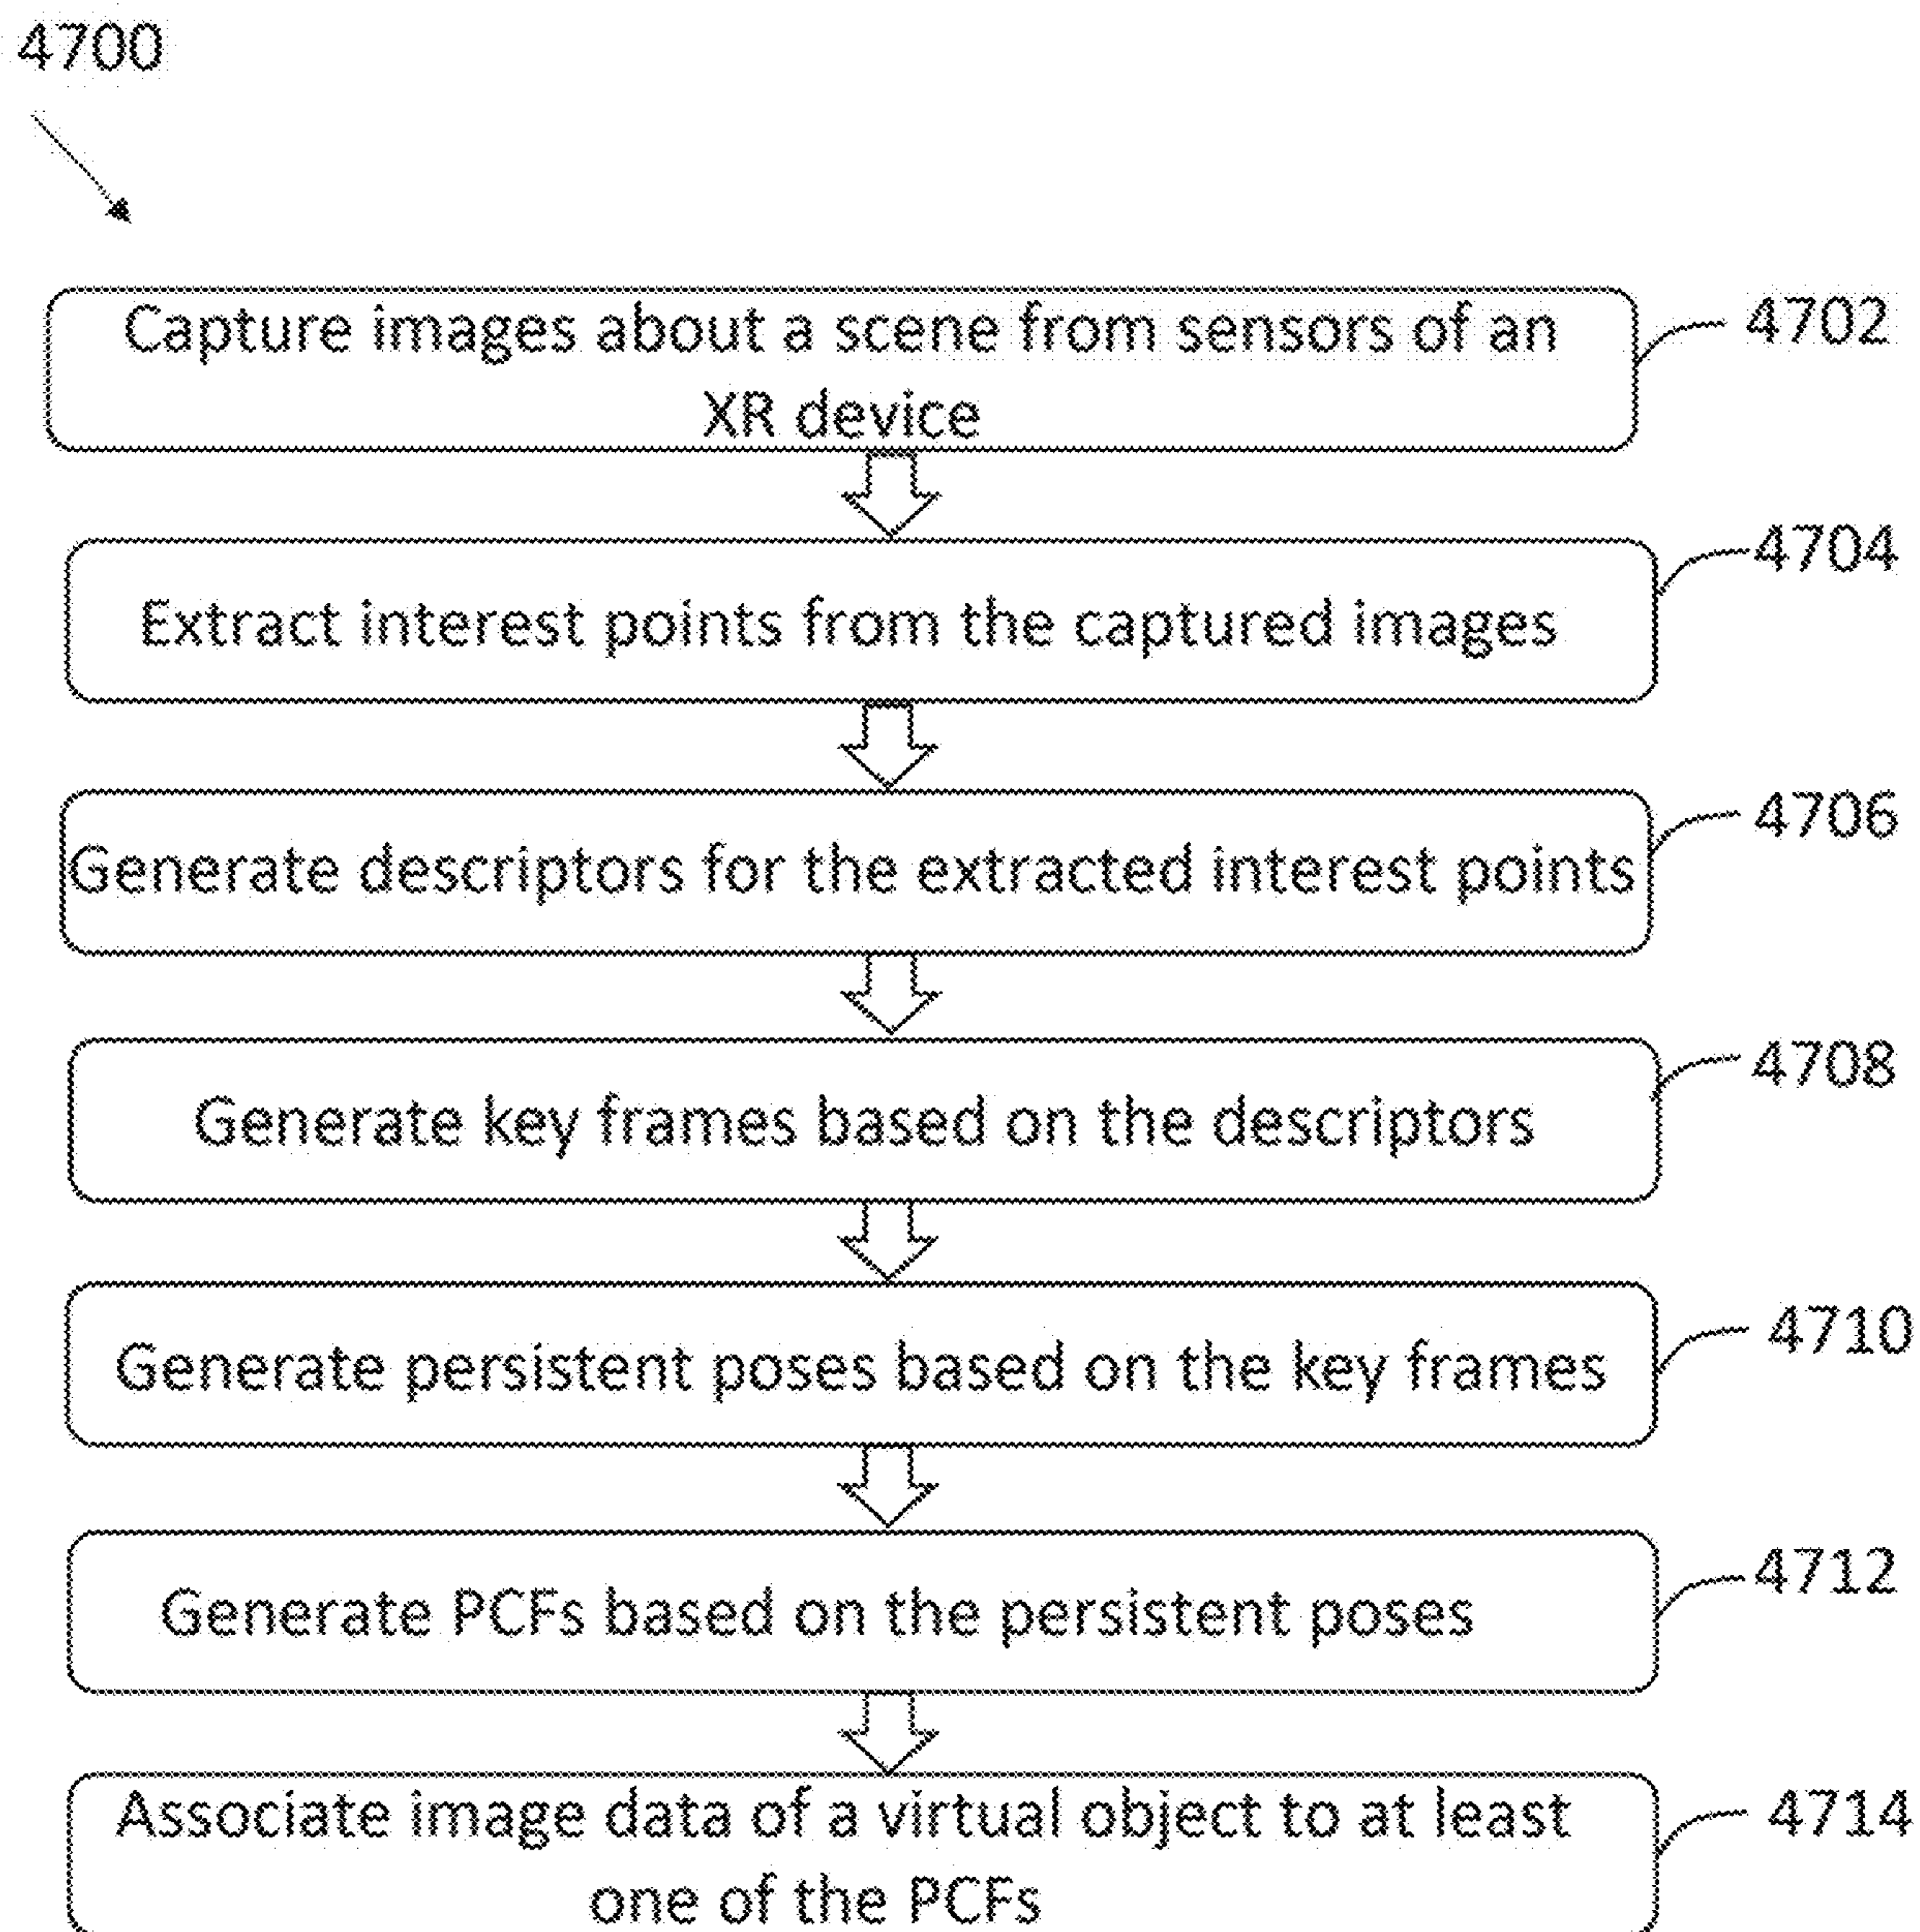 4700
Capture images about a scene from sensors of an
XR device
4702
Extract interest points from the captured images
4704
Generate descriptors for the extracted interest points
4706
Generate key frames based on the descriptors
4708
Generate persistent poses based on the key frames
4710
Generate PCFs based on the persistent poses
4712
Associate image data of a virtual object to at least
one of the PCFs
4714